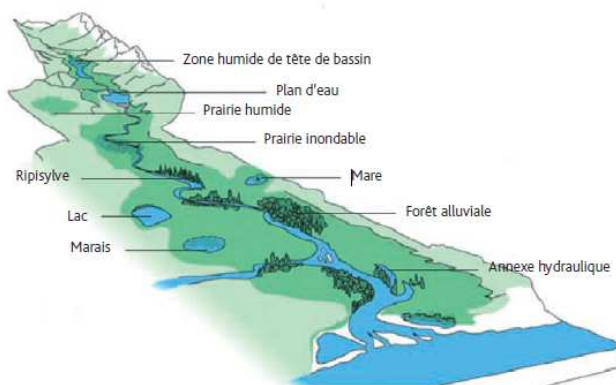 Zone humide de tête de bassin
Plan d'eau
Prairie humide
Prairie inondable
Ripisylve
Mare
Lac
Forêt alluviale
Marais
Annexe hydraulique